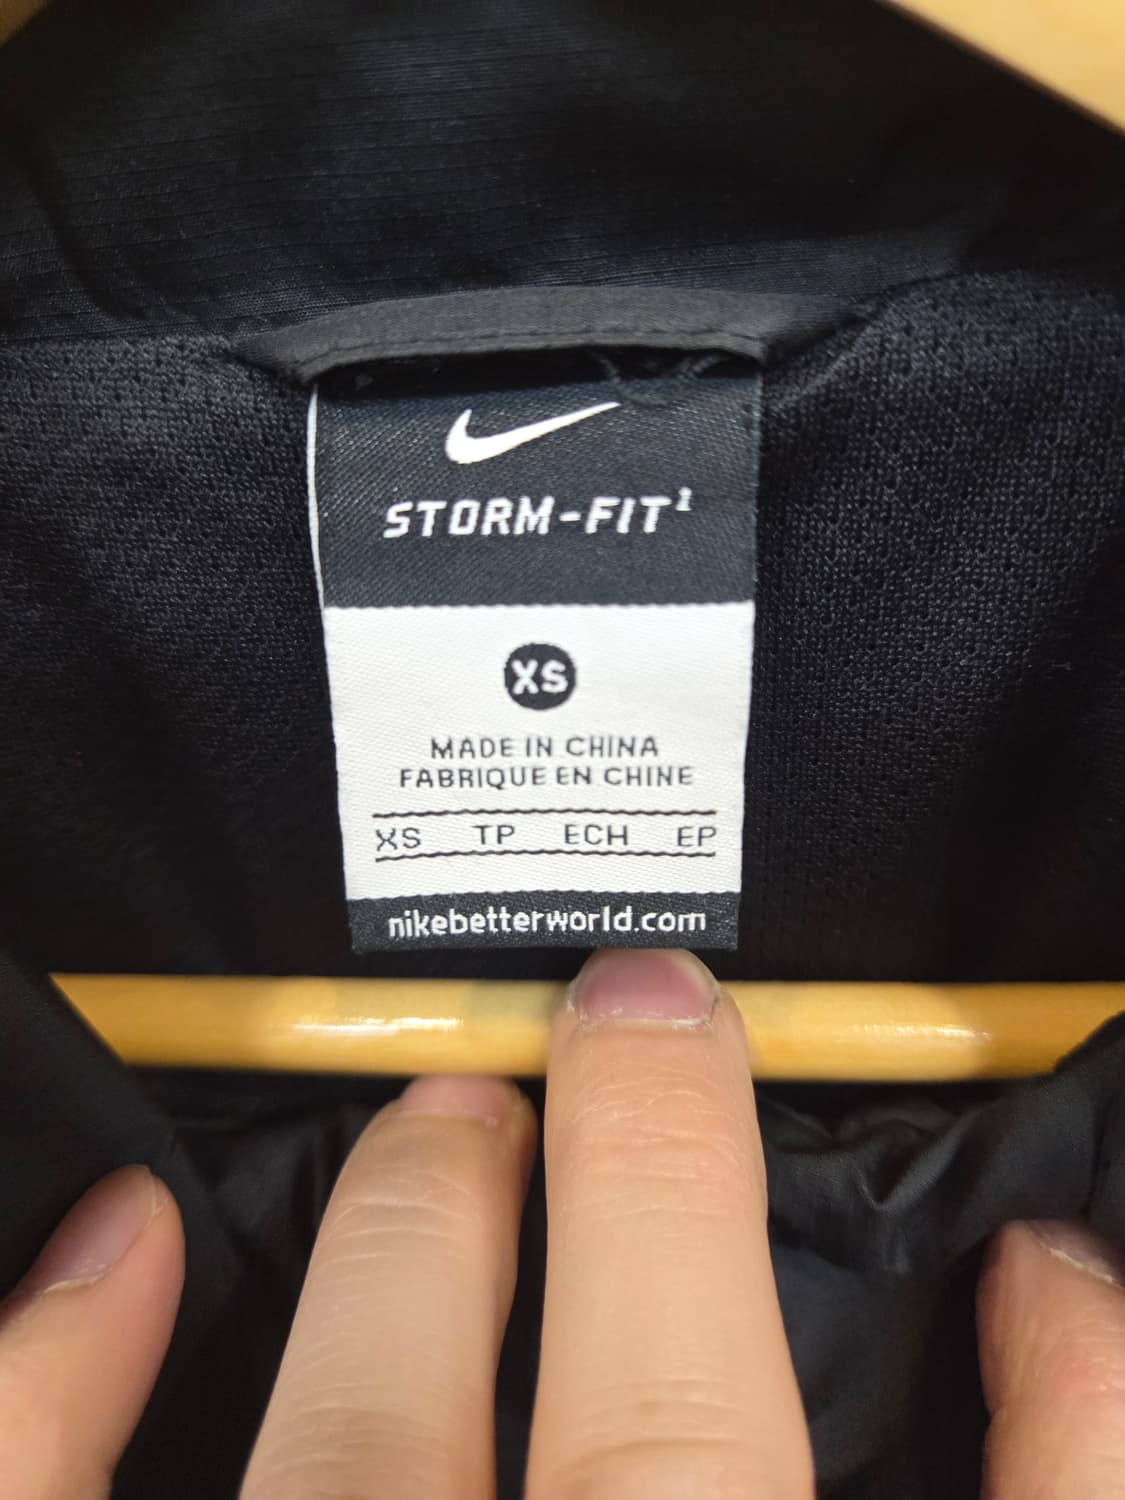 STORM-FIT¹
XS
MADE IN CHINA
FABRIQUE EN CHINE
XS TP ECH EP
nikebetterworld.com